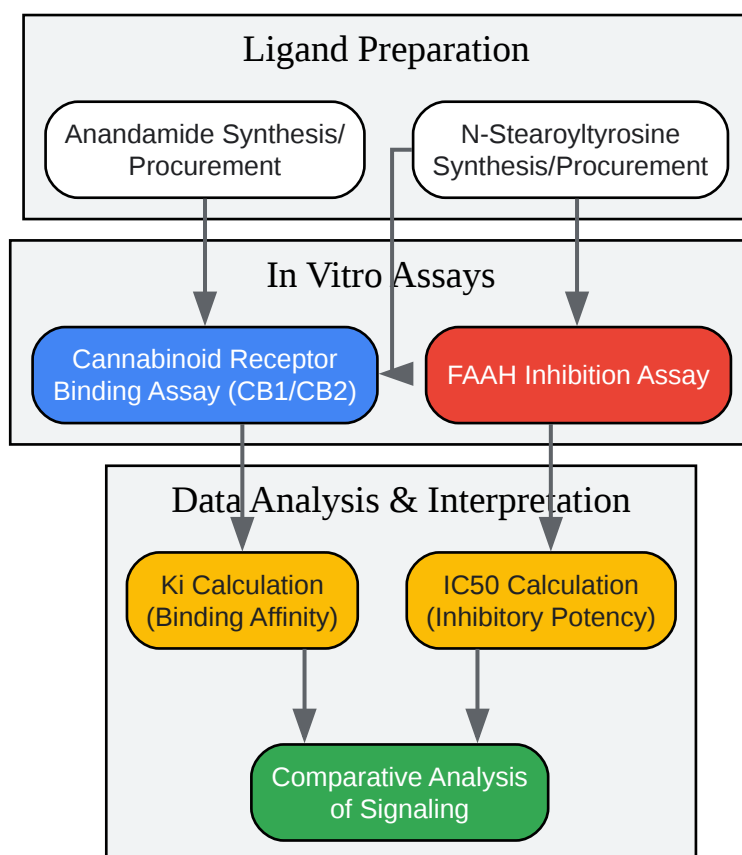 Ligand Preparation
Anandamide Synthesis/
Procurement
N-Stearoyltyrosine
Synthesis/Procurement
In Vitro Assays
Cannabinoid Receptor
Binding Assay (CB1/CB2)
FAAH Inhibition Assay
Data Analysis & Interpretation
Ki Calculation
(Binding Affinity)
IC50 Calculation
(Inhibitory Potency)
Comparative Analysis
of Signaling